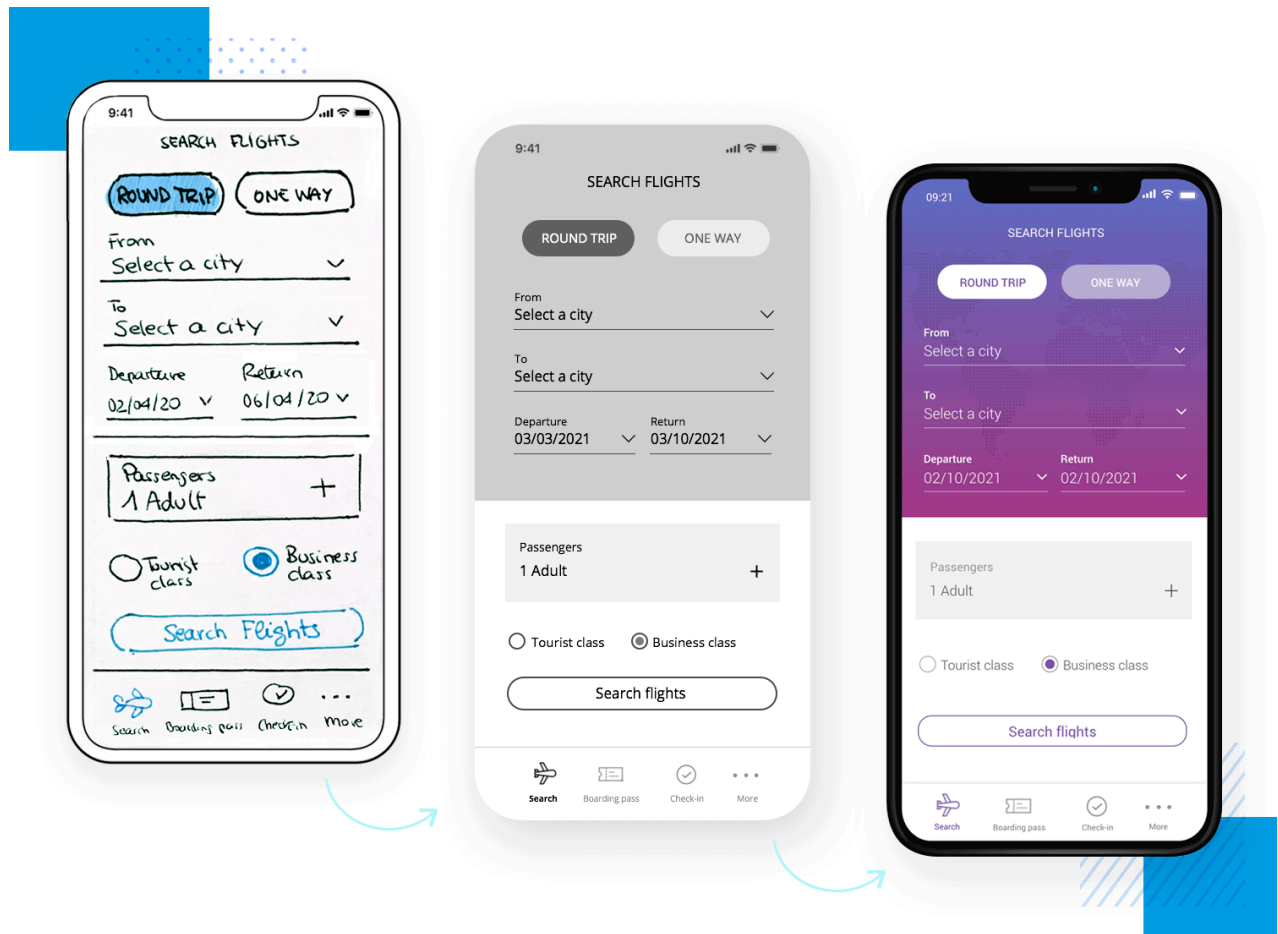 9:41
SEARCH FLIGHTS
ROUND TRIP ONE WAY
From
Select a city
To
Select a city
Departure Return
02/04/20 06/04/20
Passengers
1 Adult
Tourist class Business class
Search Flights
Search Boarding pass Check-in More
9:41
SEARCH FLIGHTS
ROUND TRIP ONE WAY
From
Select a city
To
Select a city
Departure Return
03/03/2021 03/10/2021
Passengers
1 Adult
Tourist class Business class
Search flights
Search Boarding pass Check-in More
09:21
SEARCH FLIGHTS
ROUND TRIP ONE WAY
From
Select a city
To
Select a city
Departure Return
02/10/2021 02/10/2021
Passengers
1 Adult
Tourist class Business class
Search flights
Search Boarding pass Check-in More